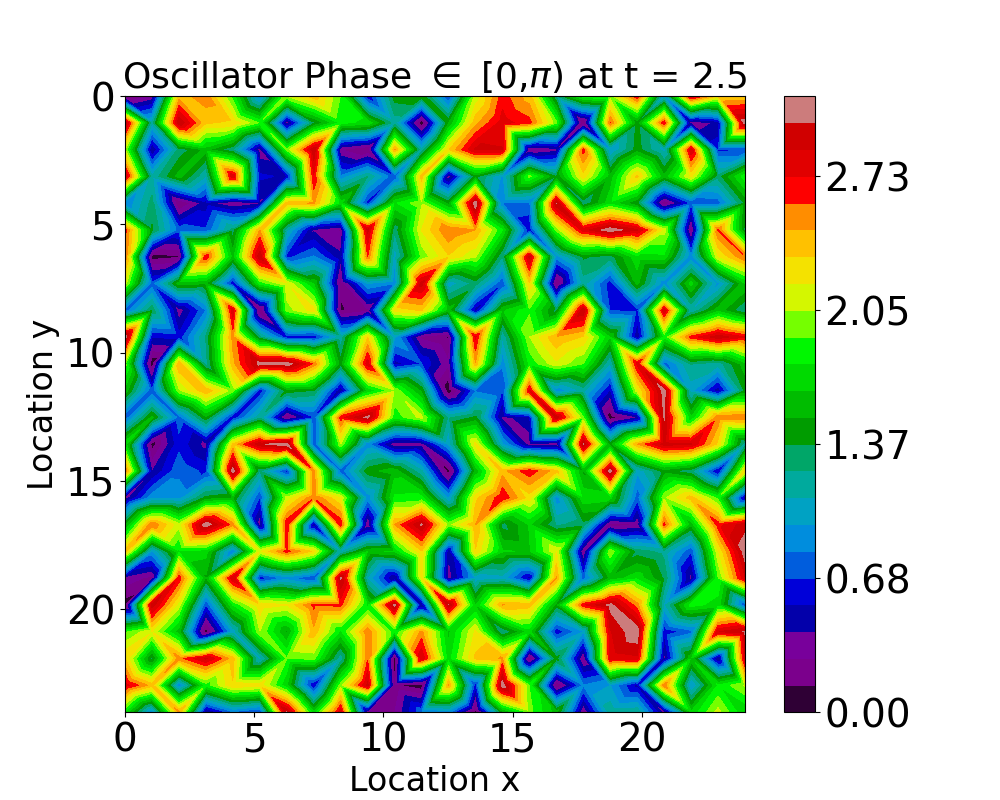 Oscillator Phase ∈ [0,π) at t = 2.5
0
5
10
15
20
Location y
0 5 10 15 20
Location x
2.73
2.05
1.37
0.68
0.00